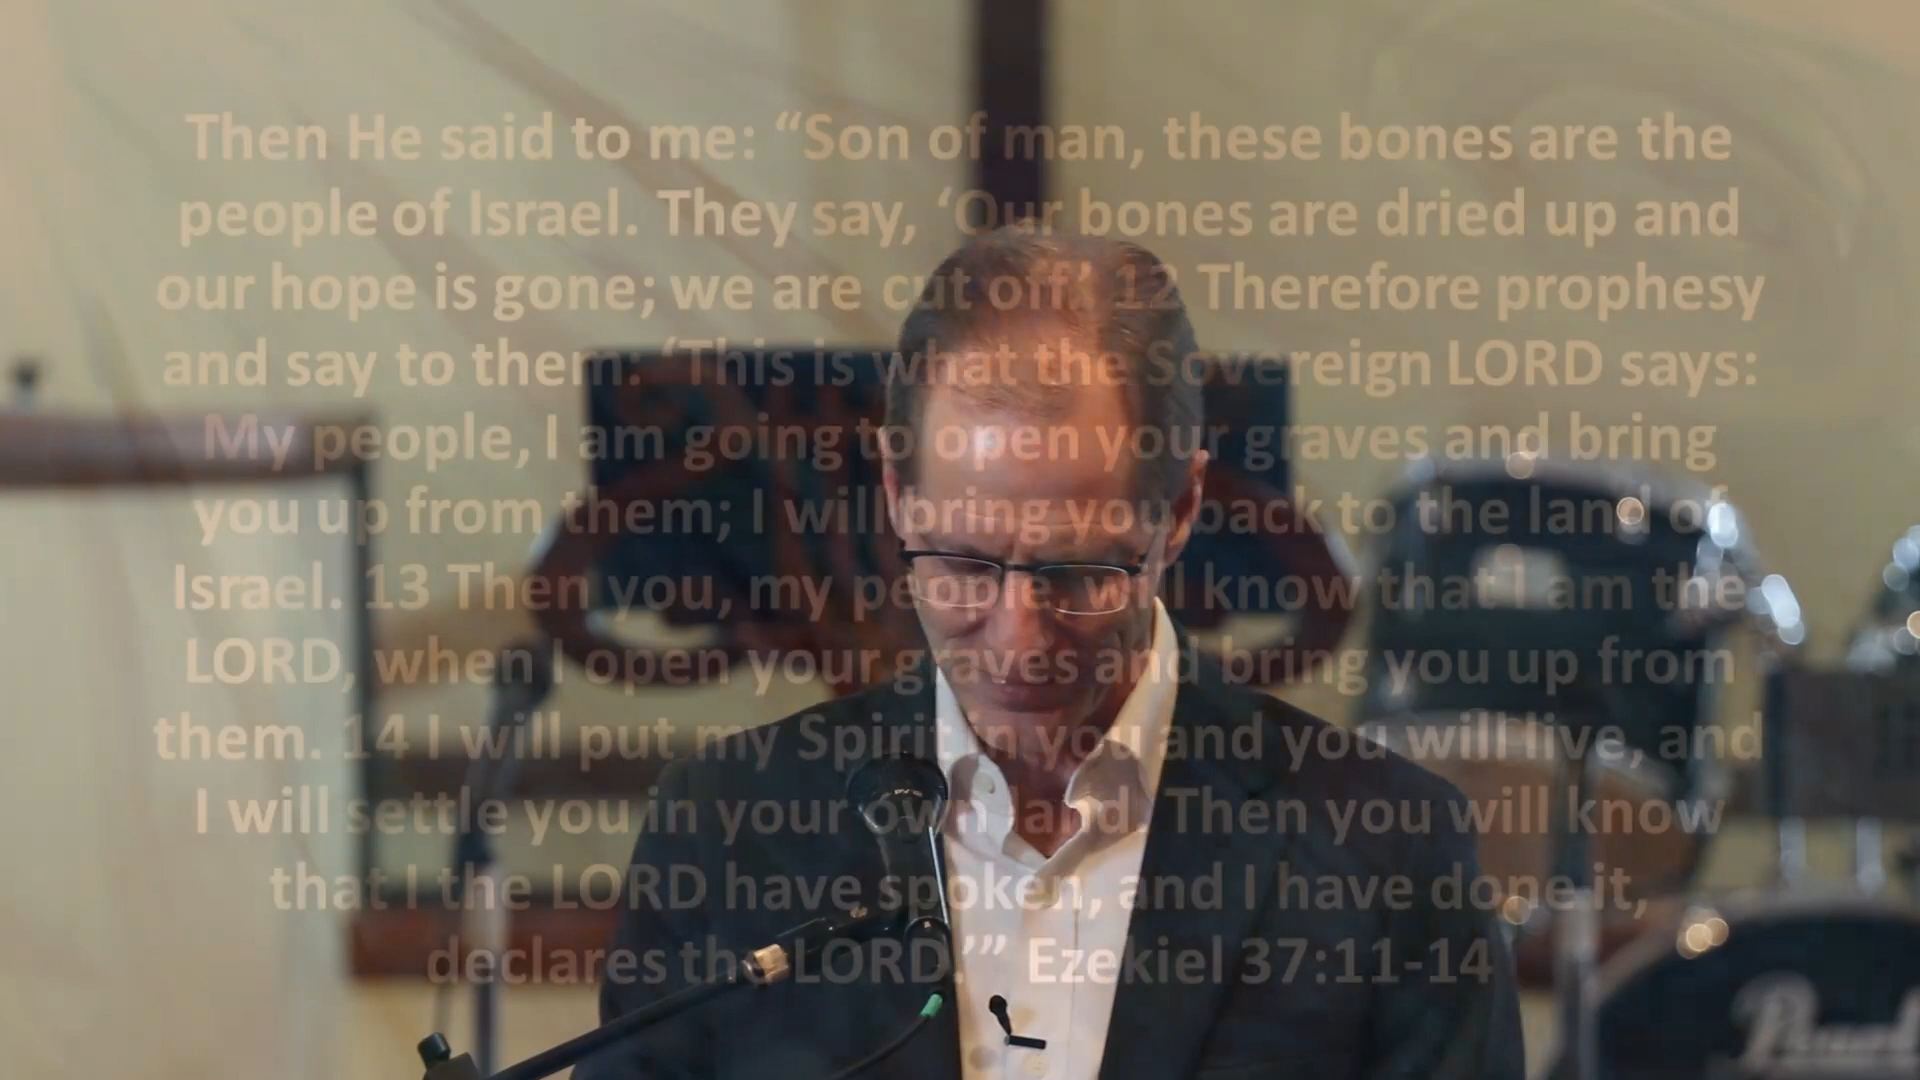 Then He said to me: “Son of man, these bones are the
people of Israel. They say, ‘Our bones are dried up and
our hope is gone; we are cut off.’ 12 Therefore prophesy
and say to them: ‘This is what the Sovereign LORD says:
My people, I am going to open your graves and bring
you up from them; I will bring you back to the land of
Israel. 13 Then you, my people will know that I am the
LORD, when I open your graves and bring you up from
them. 14 I will put my Spirit in you and you will live, and
I will settle you in your own land. Then you will know
that I the LORD have spoken, and I have done it,
declares the LORD.’” Ezekiel 37:11-14
Pearl